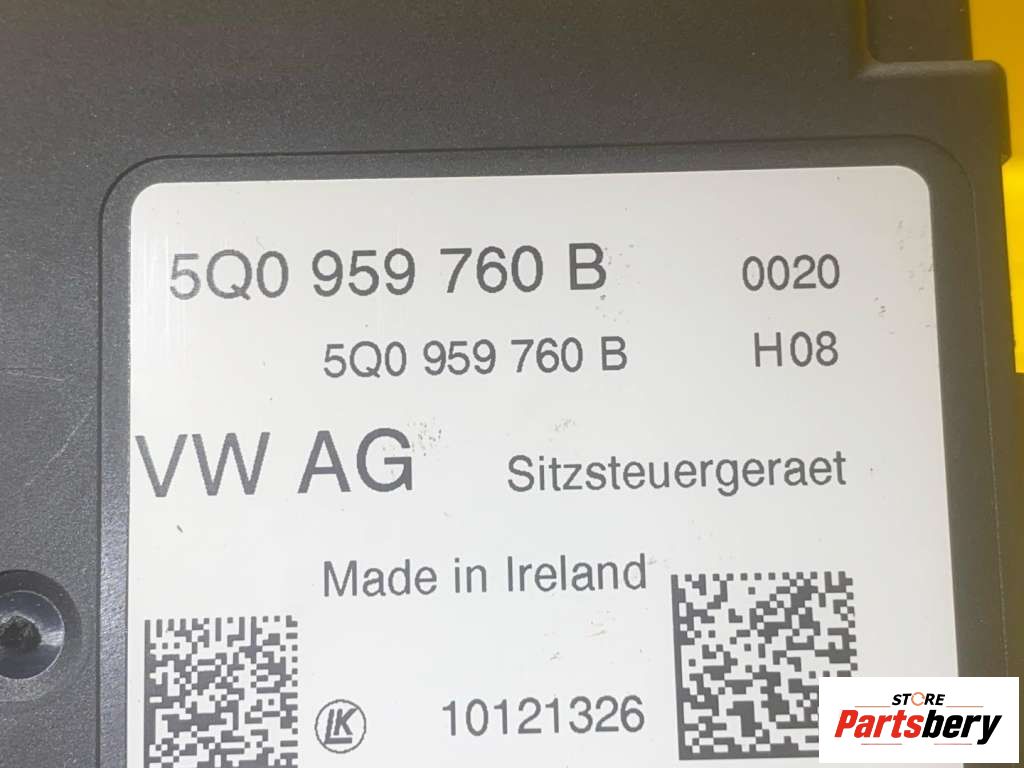 5Q0 959 760 B 0020
5Q0 959 760 B H08
VW AG Sitzsteuergeraet
Made in Ireland
LK 10121326
STORE
Partsbery